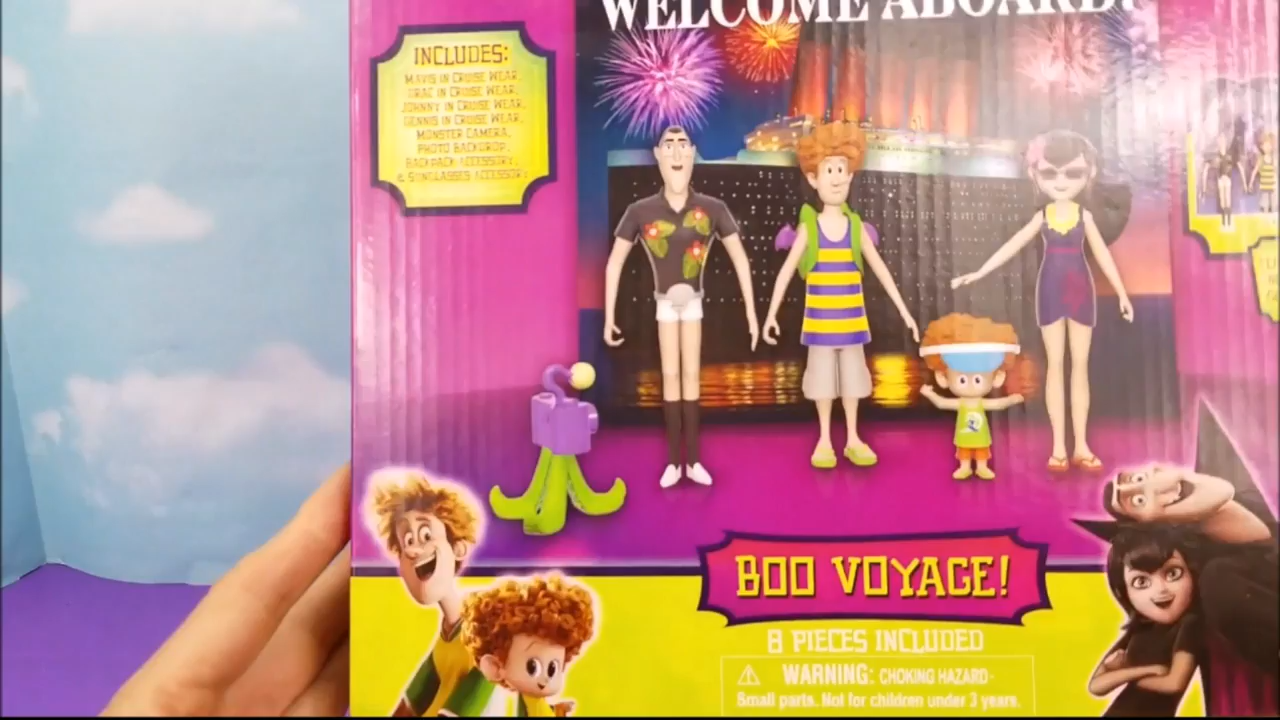 WELCOME ABOARD!
INCLUDES:
MAVIS IN CRUISE WEAR,
DRAC IN CRUISE WEAR,
JOHNNY IN CRUISE WEAR,
DENNIS IN CRUISE WEAR,
MONSTER CAMERA,
PHOTO BACKDROP,
BACKPACK ACCESSORY,
& SUNGLASSES ACCESSORY
BOO VOYAGE!
8 PIECES INCLUDED
WARNING: CHOKING HAZARD-
Small parts. Not for children under 3 years.